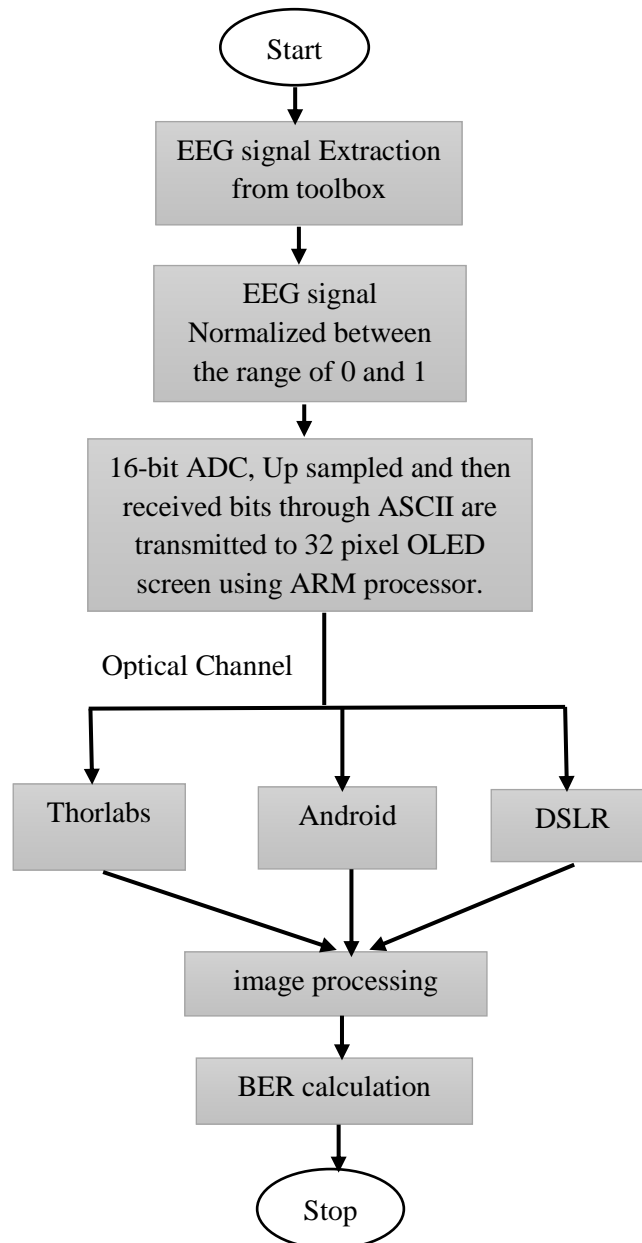 Start
EEG signal Extraction
from toolbox
EEG signal
Normalized between
the range of 0 and 1
16-bit ADC, Up sampled and then
received bits through ASCII are
transmitted to 32 pixel OLED
screen using ARM processor.
Optical Channel
Thorlabs
Android
DSLR
image processing
BER calculation
Stop